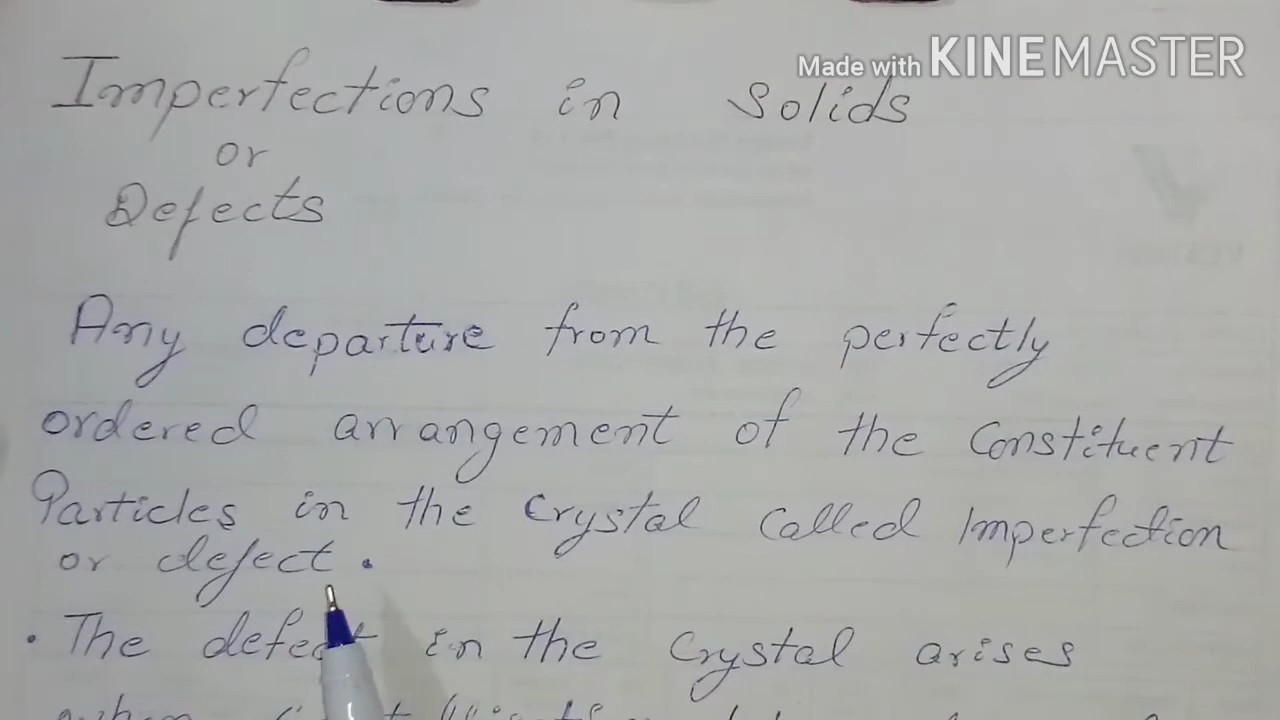 Made with KINEMASTER
Imperfections in Solids
or
Defects
Any departure from the perfectly
ordered arrangement of the Constituent
Particles in the Crystal Called Imperfection
or defect.
• The defect in the Crystal arises